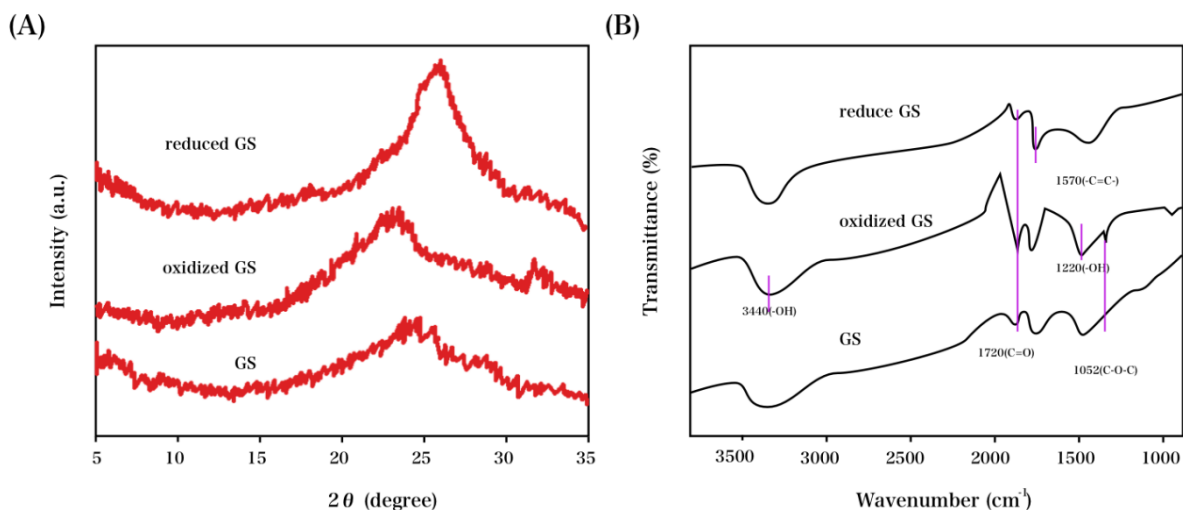 (A)
reduced GS
oxidized GS
GS
Intensity (a.u.)
5 10 15 20 25 30 35
2θ (degree)
(B)
reduce GS
1570(-C=C-)
oxidized GS
1220(-OH)
3440(-OH)
GS
1720(C=O)
1052(C-O-C)
Transmittance (%)
3500 3000 2500 2000 1500 1000
Wavenumber (cm⁻¹)